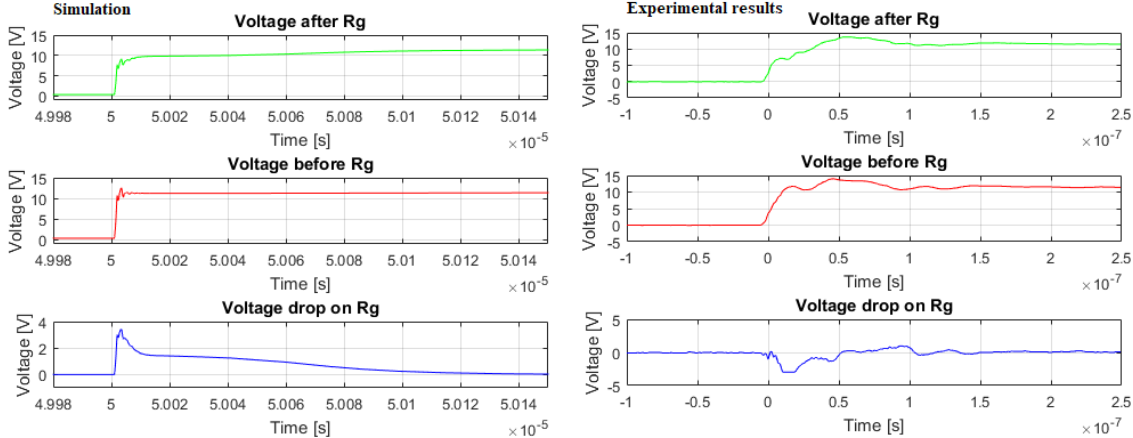 Simulation
Voltage after Rg
Voltage [V]
15
10
5
0
4.998 5 5.002 5.004 5.006 5.008 5.01 5.012 5.014
Time [s]
× 10⁻⁵
Voltage before Rg
Voltage [V]
15
10
5
0
4.998 5 5.002 5.004 5.006 5.008 5.01 5.012 5.014
Time [s]
× 10⁻⁵
Voltage drop on Rg
Voltage [V]
4
2
0
4.998 5 5.002 5.004 5.006 5.008 5.01 5.012 5.014
Time [s]
× 10⁻⁵
Experimental results
Voltage after Rg
Voltage [V]
15
10
5
0
-5
-1 -0.5 0 0.5 1 1.5 2 2.5
Time [s]
× 10⁻⁷
Voltage before Rg
Voltage [V]
15
10
5
0
-5
-1 -0.5 0 0.5 1 1.5 2 2.5
Time [s]
× 10⁻⁷
Voltage drop on Rg
Voltage [V]
5
0
-5
-1 -0.5 0 0.5 1 1.5 2 2.5
Time [s]
× 10⁻⁷